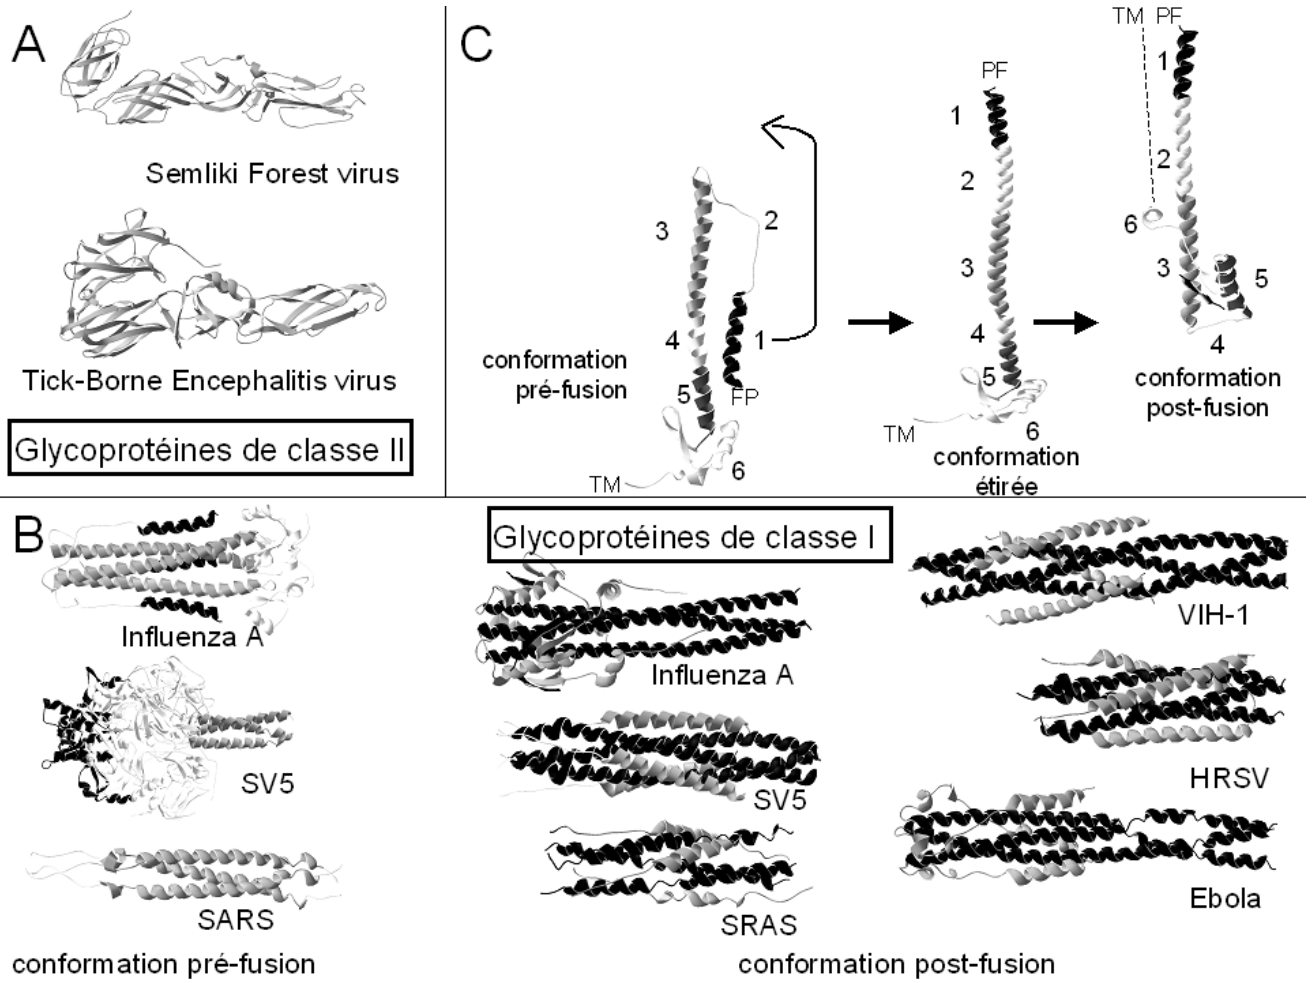 A
Semliki Forest virus
Tick-Borne Encephalitis virus
Glycoprotéines de classe II
C
3
2
4
1
5
FP
6
TM
conformation
pré-fusion
PF
1
2
3
4
5
6
TM
conformation
étirée
TM PF
1
2
6
3
5
4
conformation
post-fusion
B
Glycoprotéines de classe I
Influenza A
SV5
SARS
conformation pré-fusion
Influenza A
SV5
SRAS
VIH-1
HRSV
Ebola
conformation post-fusion